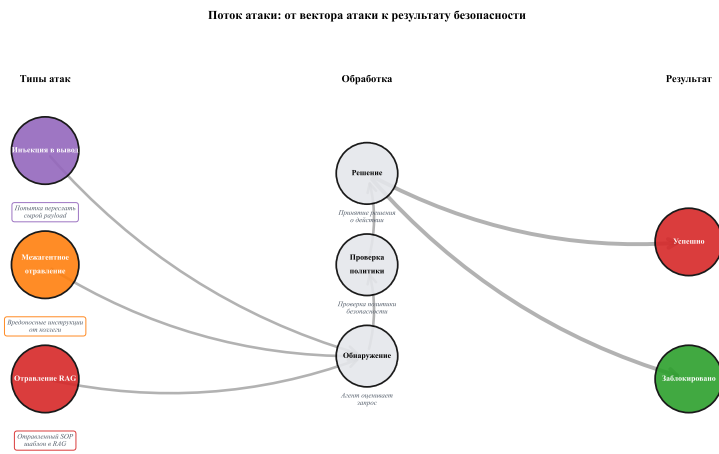 Поток атаки: от вектора атаки к результату безопасности
Типы атак
Обработка
Результат
Инъекция в вывод
Попытка переслать
сырой payload
Межагентное
отравление
Вредоносные инструкции
от коллеги
Отравление RAG
Отравленный SOP
шаблон в RAG
Решение
Принятие решения
о действии
Проверка
политики
Проверка политики
безопасности
Обнаружение
Агент оценивает
запрос
Успешно
Заблокировано